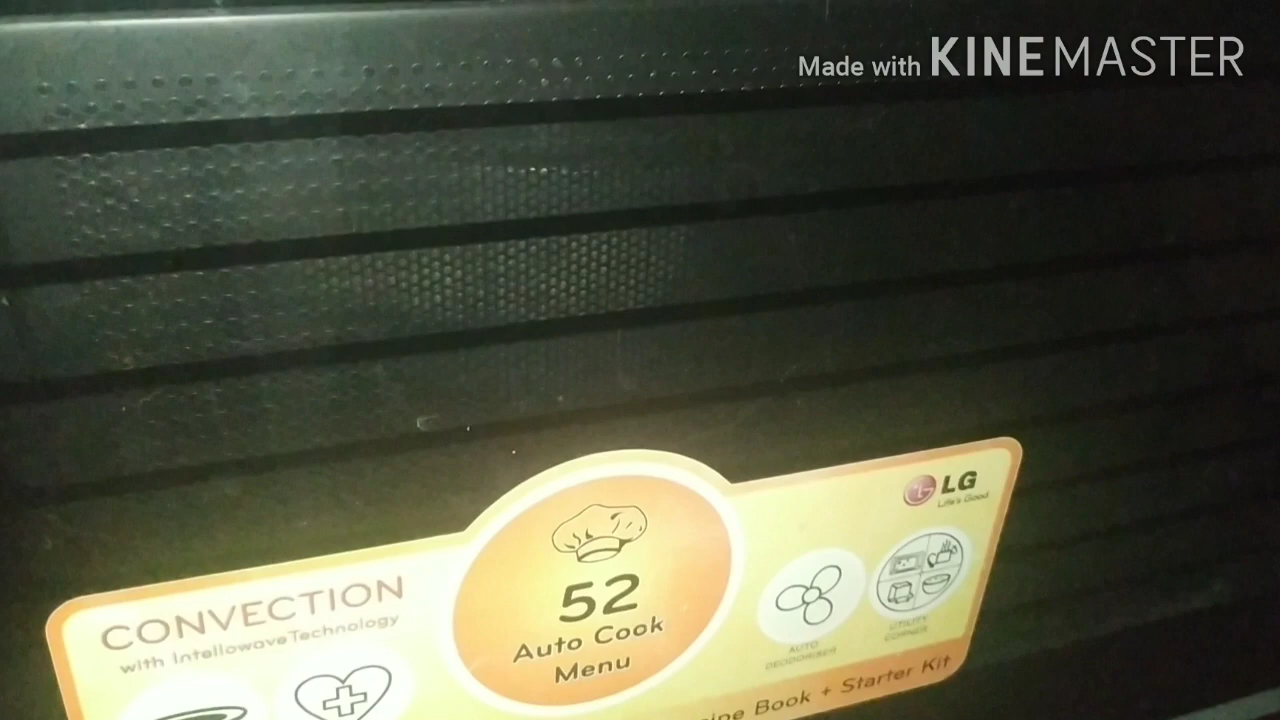 Made with KINEMASTER
LG
Life's Good
CONVECTION
with Intellowave Technology
52
Auto Cook
Menu
AUTO
DEODORISER
UTILITY
CORNER
Book + Starter Kit